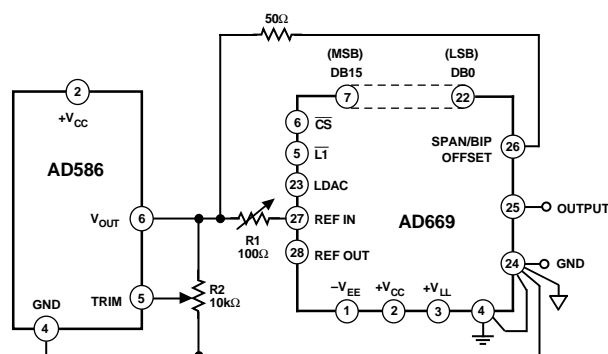 50Ω
(MSB)
DB15
(LSB)
DB0
2
+VCC
AD586
VOUT
6
TRIM
5
GND
4
R1
100Ω
R2
10kΩ
7
22
6
CS
5
L1
23
LDAC
27
REF IN
28
REF OUT
AD669
SPAN/BIP
OFFSET
26
25
OUTPUT
24
GND
–VEE
+VCC
+VLL
1
2
3
4